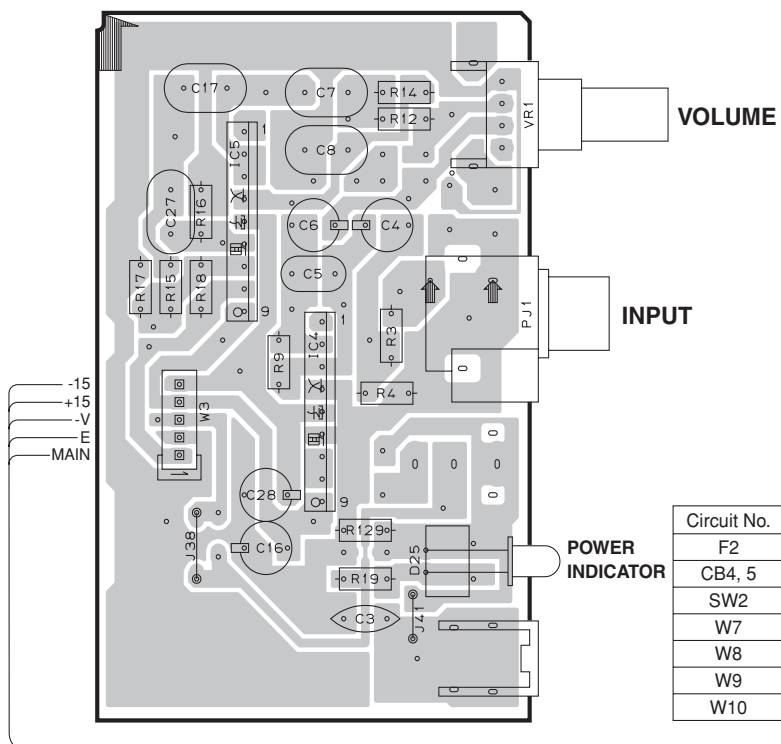 C17
C7
R14
R12
VR1
VOLUME
1
IC5
C8
C27
R16
C6
C4
R17
R15
R18
C5
9
PJ1
INPUT
1
IC4
R3
R9
R4
-15
+15
-V
E
MAIN
W3
9
C28
J38
C16
R129
D25
POWER
INDICATOR
R19
C3
J41
Circuit No.
F2
CB4, 5
SW2
W7
W8
W9
W10